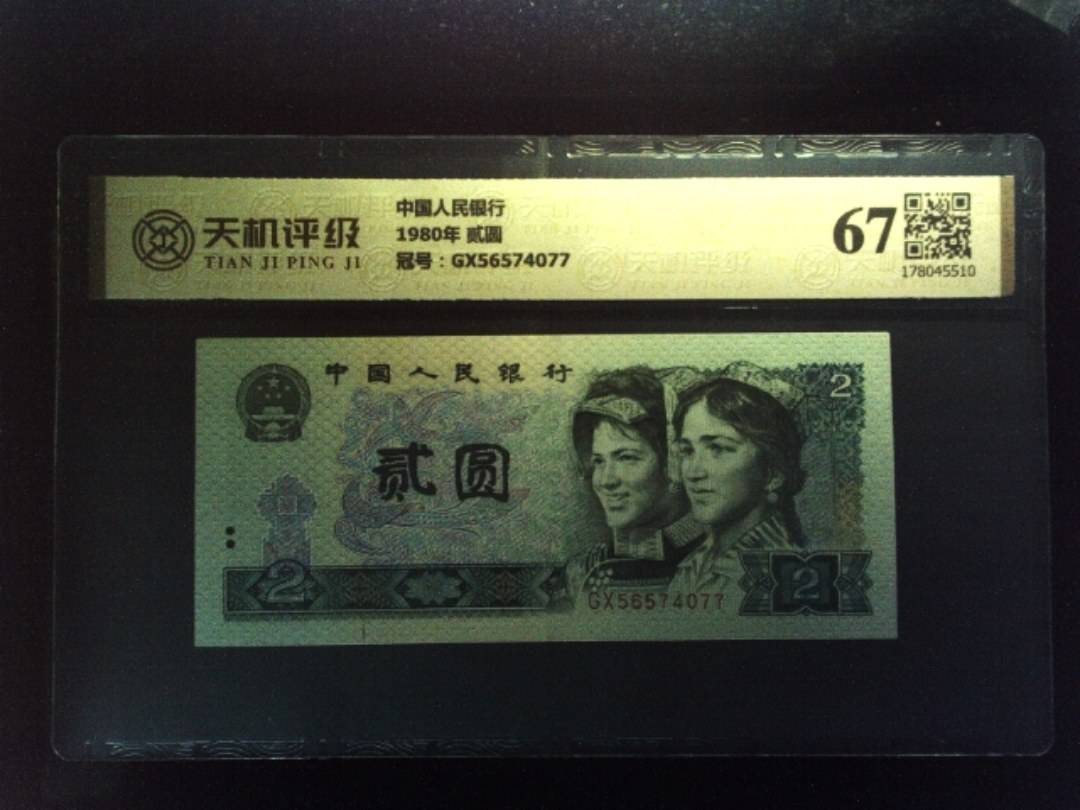 天机评级
TIAN JI PING JI
中国人民银行
1980年 贰圆
冠号：GX56574077
67
178045510
中国人民银行
2
贰圆
2
GX56574077
2